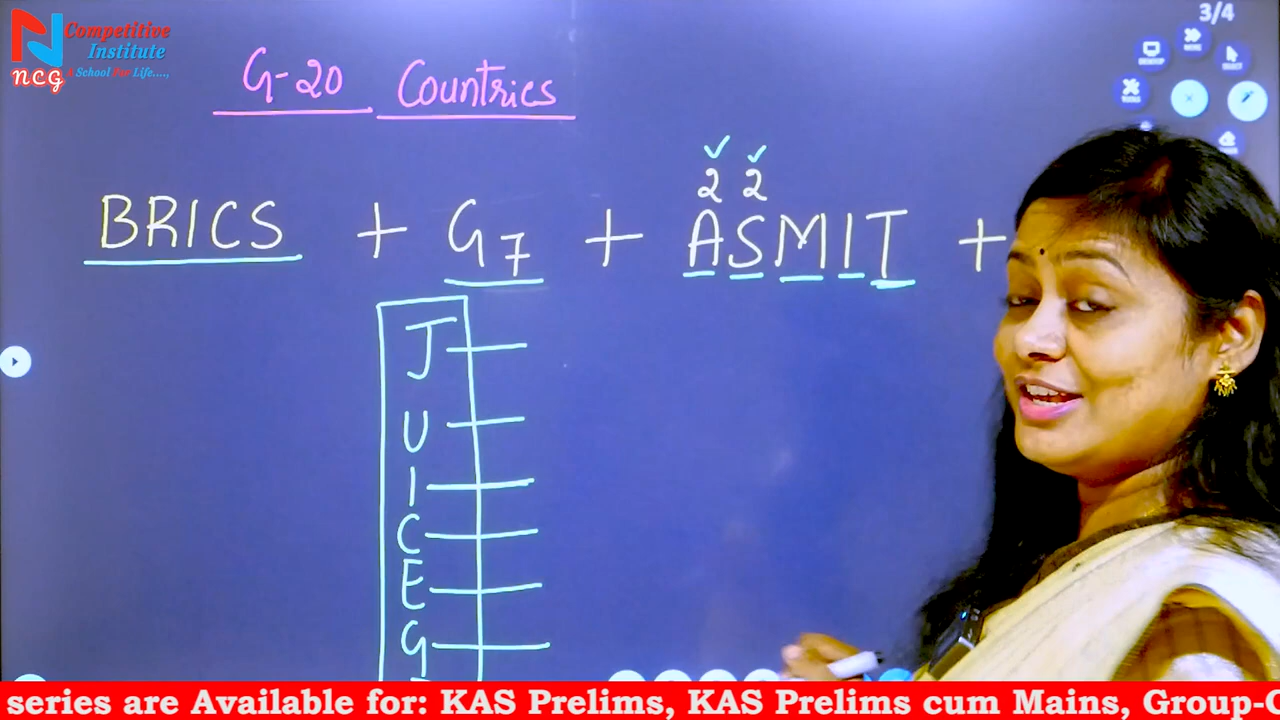 Competitive
Institute
ncg A School For Life....,
3/4
G-20 Countries
2 2
BRICS + G7 + ASMIT +
J
U
I
C
E
G
series are Available for: KAS Prelims, KAS Prelims cum Mains, Group-C